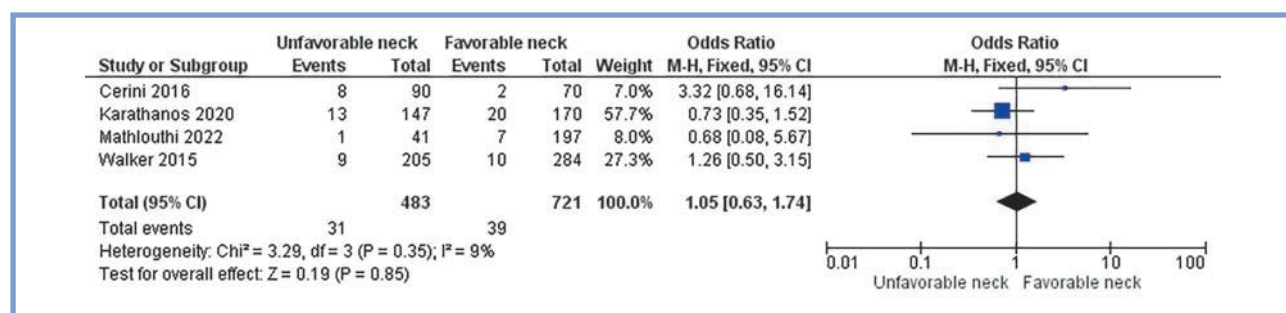 Unfavorable neck Favorable neck Odds Ratio Odds Ratio
Study or Subgroup Events Total Events Total Weight M-H, Fixed, 95% CI M-H, Fixed, 95% CI
Cerini 2016 8 90 2 70 7.0% 3.32 [0.68, 16.14]
Karathanos 2020 13 147 20 170 57.7% 0.73 [0.35, 1.52]
Mathlouthi 2022 1 41 7 197 8.0% 0.68 [0.08, 5.67]
Walker 2015 9 205 10 284 27.3% 1.26 [0.50, 3.15]
Total (95% CI) 483 721 100.0% 1.05 [0.63, 1.74]
Total events 31 39
Heterogeneity: Chi² = 3.29, df = 3 (P = 0.35); I² = 9%
Test for overall effect: Z = 0.19 (P = 0.85)
0.01 0.1 1 10 100
Unfavorable neck Favorable neck